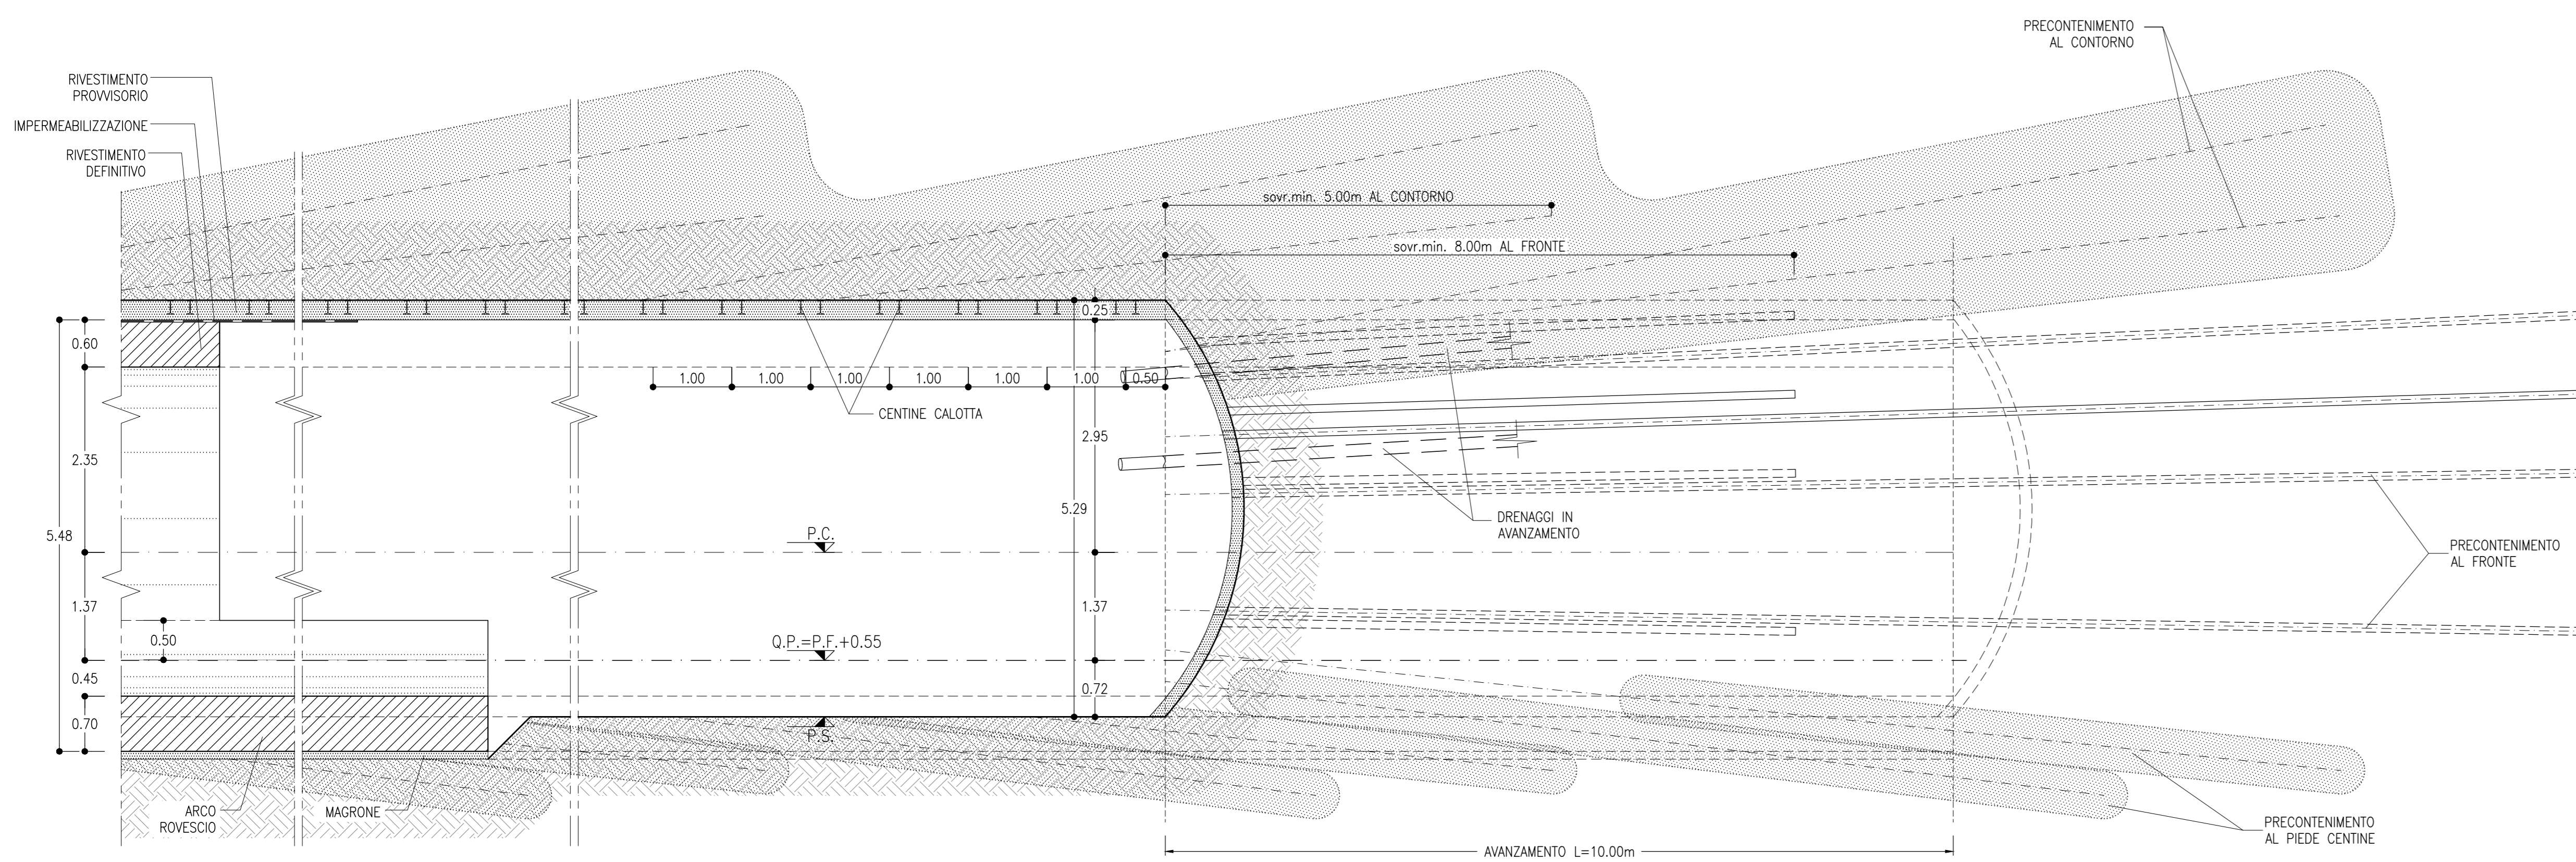 PRECONTENIMENTO
AL CONTORNO
RIVESTIMENTO
PROVVISORIO
IMPERMEABILIZZAZIONE
RIVESTIMENTO
DEFINITIVO
sovr.min. 5.00m AL CONTORNO
sovr.min. 8.00m AL FRONTE
0.25
0.60
1.00
1.00
1.00
1.00
1.00
1.00
0.50
CENTINE CALOTTA
2.95
2.35
5.29
5.48
DRENAGGI IN
AVANZAMENTO
P.C.
PRECONTENIMENTO
AL FRONTE
1.37
1.37
0.50
Q.P.=P.F.+0.55
0.45
0.72
0.70
P.S.
ARCO
ROVESCIO
MAGRONE
PRECONTENIMENTO
AL PIEDE CENTINE
AVANZAMENTO L=10.00m